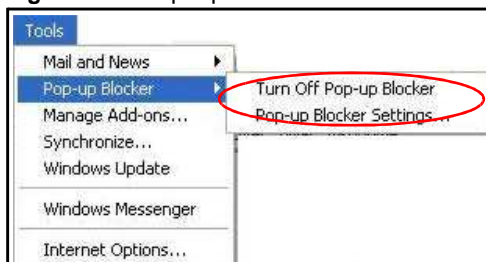 Tools
Mail and News
Pop-up Blocker
Turn Off Pop-up Blocker
Manage Add-ons...
Pop-up Blocker Settings...
Synchronize...
Windows Update
Windows Messenger
Internet Options...